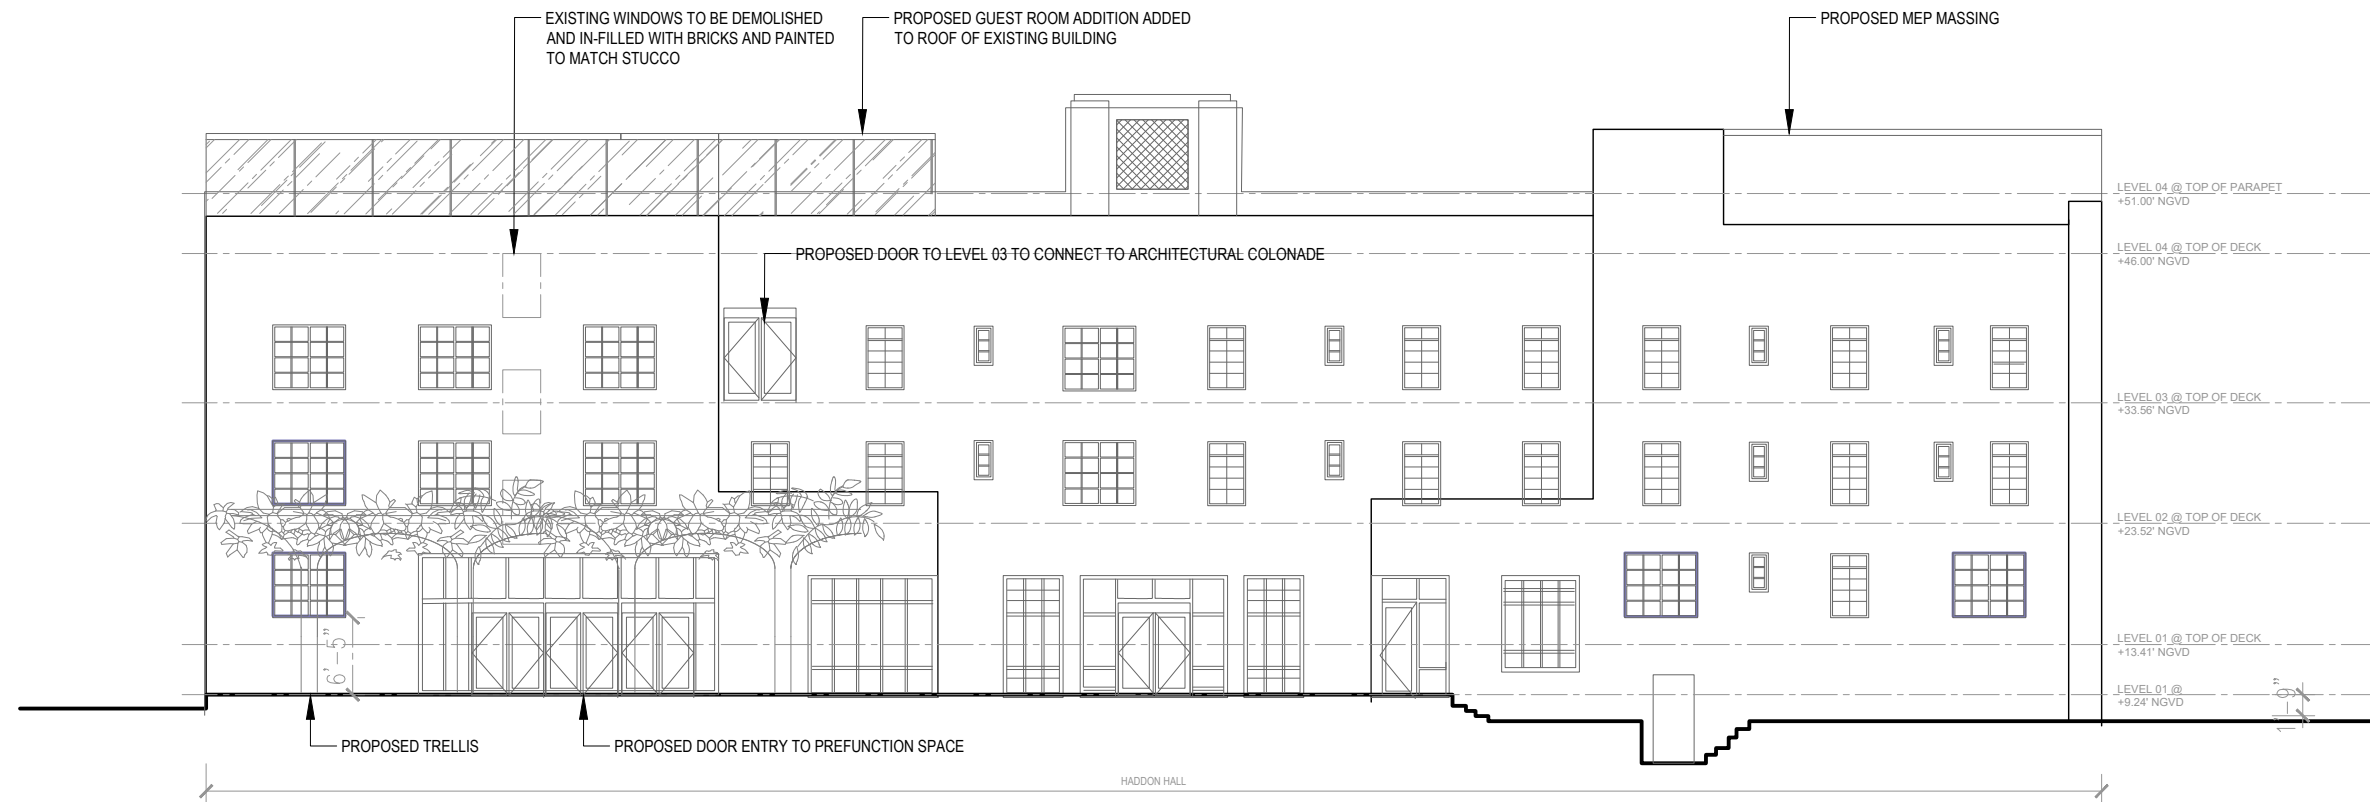 EXISTING WINDOWS TO BE DEMOLISHED
AND IN-FILLED WITH BRICKS AND PAINTED
TO MATCH STUCCO
PROPOSED GUEST ROOM ADDITION ADDED
TO ROOF OF EXISTING BUILDING
PROPOSED MEP MASSING
LEVEL 04 @ TOP OF PARAPET
+51.00' NGVD
PROPOSED DOOR TO LEVEL 03 TO CONNECT TO ARCHITECTURAL COLONADE
LEVEL 04 @ TOP OF DECK
+46.00' NGVD
LEVEL 03 @ TOP OF DECK
+33.56' NGVD
LEVEL 02 @ TOP OF DECK
+23.52' NGVD
LEVEL 01 @ TOP OF DECK
+13.41' NGVD
6'-5"
LEVEL 01 @
+9.24' NGVD
1'-9"
PROPOSED TRELLIS
PROPOSED DOOR ENTRY TO PREFUNCTION SPACE
HADDON HALL